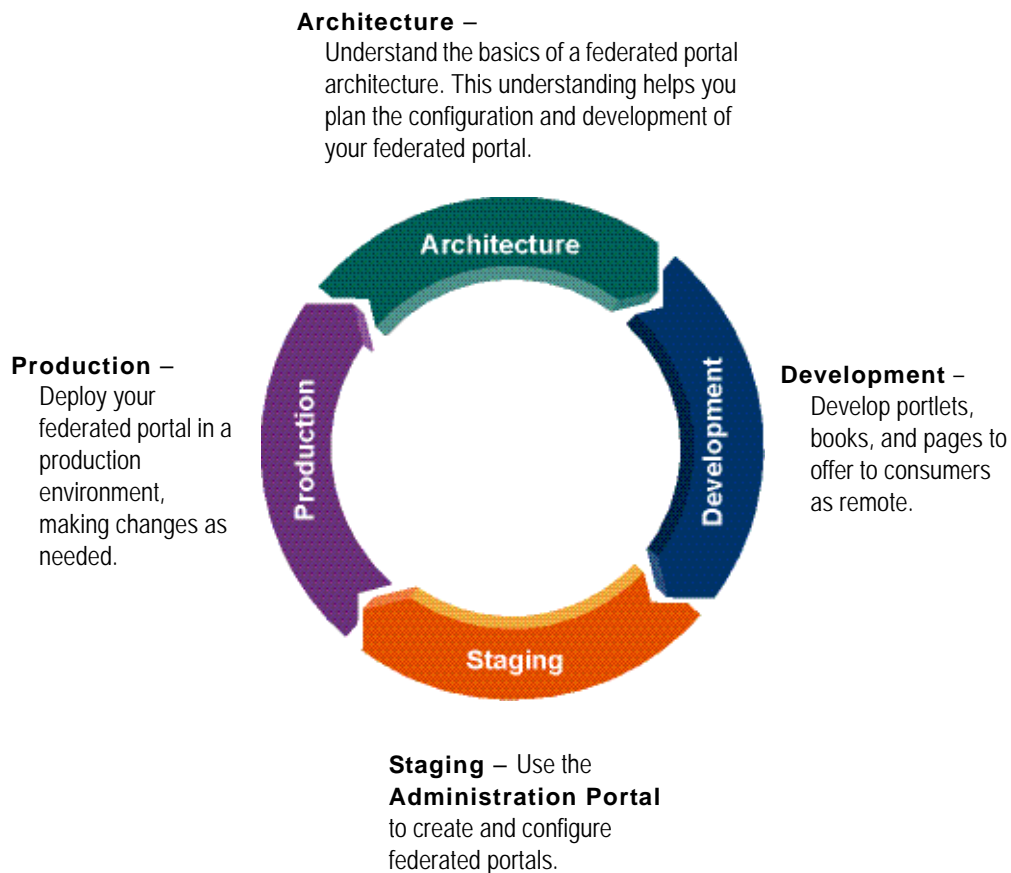 Architecture –
Understand the basics of a federated portal
architecture. This understanding helps you
plan the configuration and development of
your federated portal.
Architecture
Production –
Deploy your
federated portal in a
production
environment,
making changes as
needed.
Production
Development
Development –
Develop portlets,
books, and pages to
offer to consumers
as remote.
Staging
Staging – Use the
Administration Portal
to create and configure
federated portals.